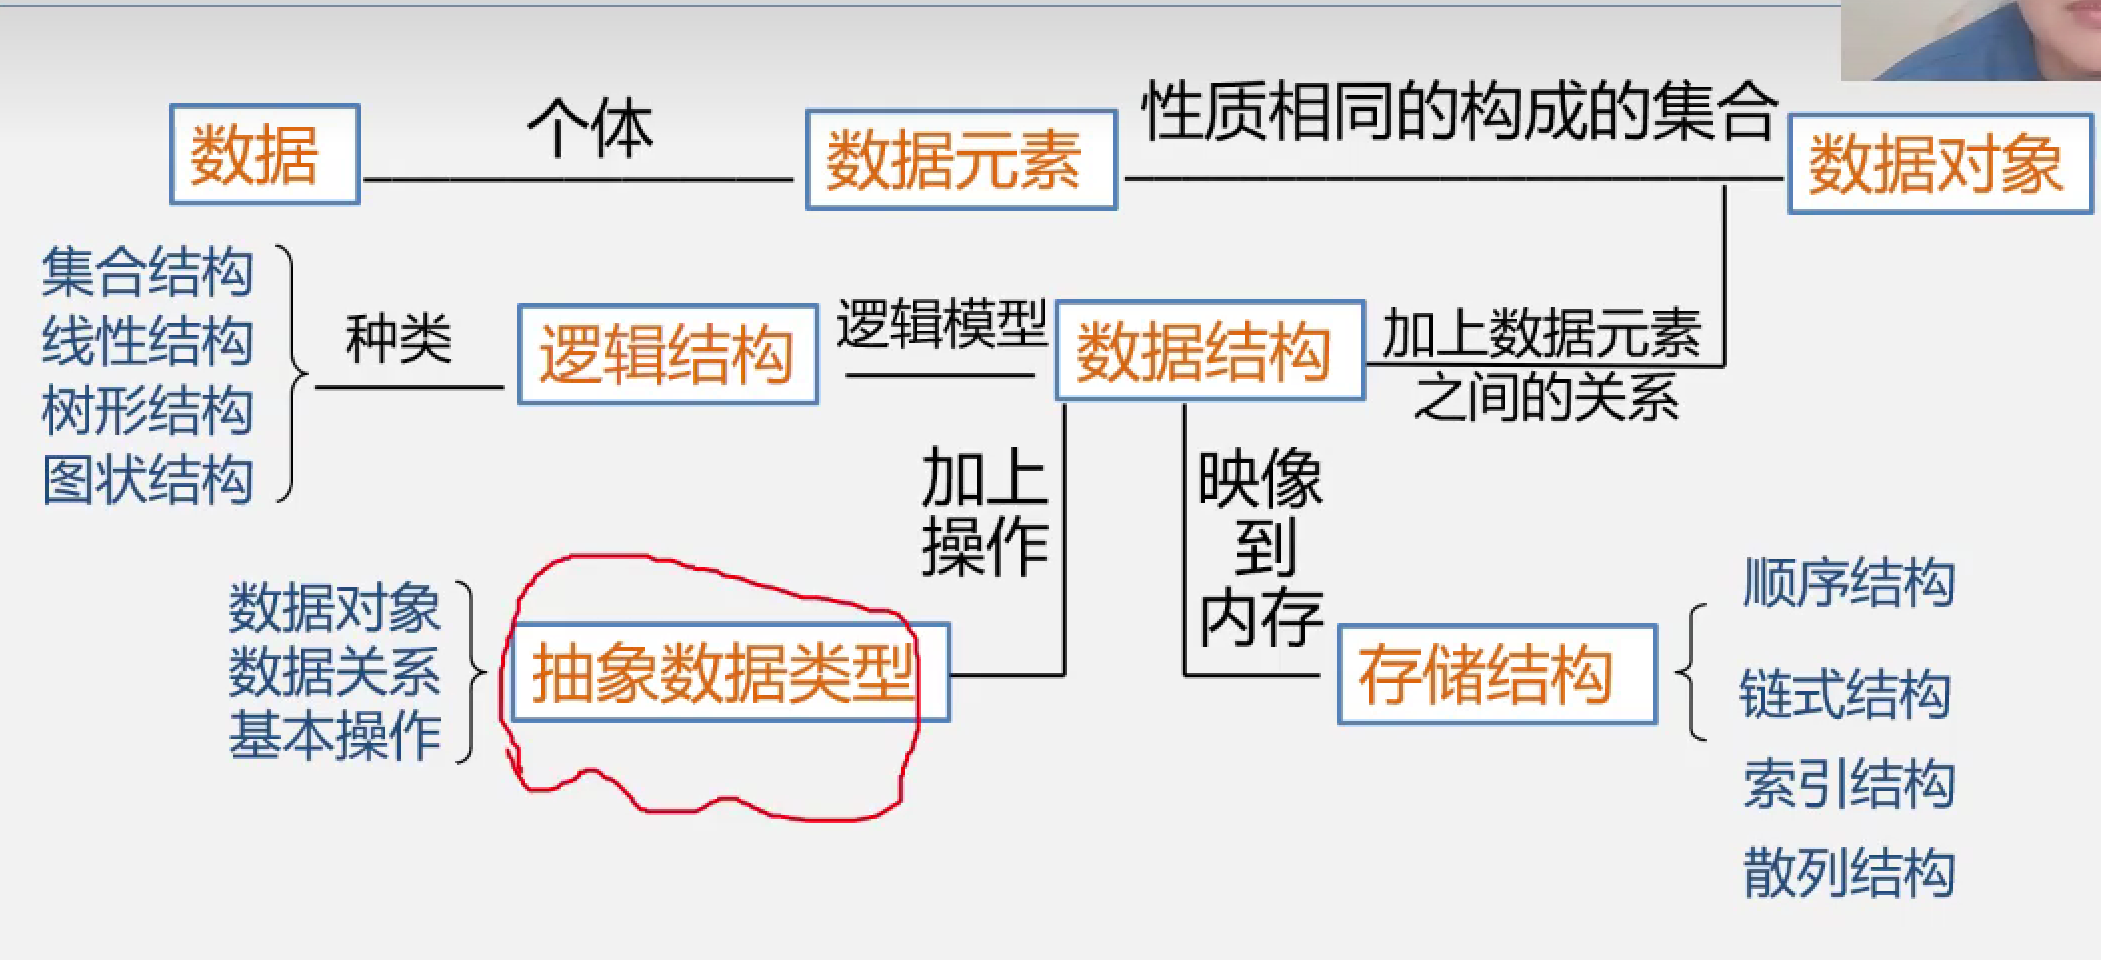 数据
个体
数据元素
性质相同的构成的集合
数据对象
集合结构
线性结构
树形结构
图状结构
种类
逻辑结构
逻辑模型
数据结构
加上数据元素
之间的关系
加上
操作
映像
到
内存
数据对象
数据关系
基本操作
抽象数据类型
存储结构
顺序结构
链式结构
索引结构
散列结构